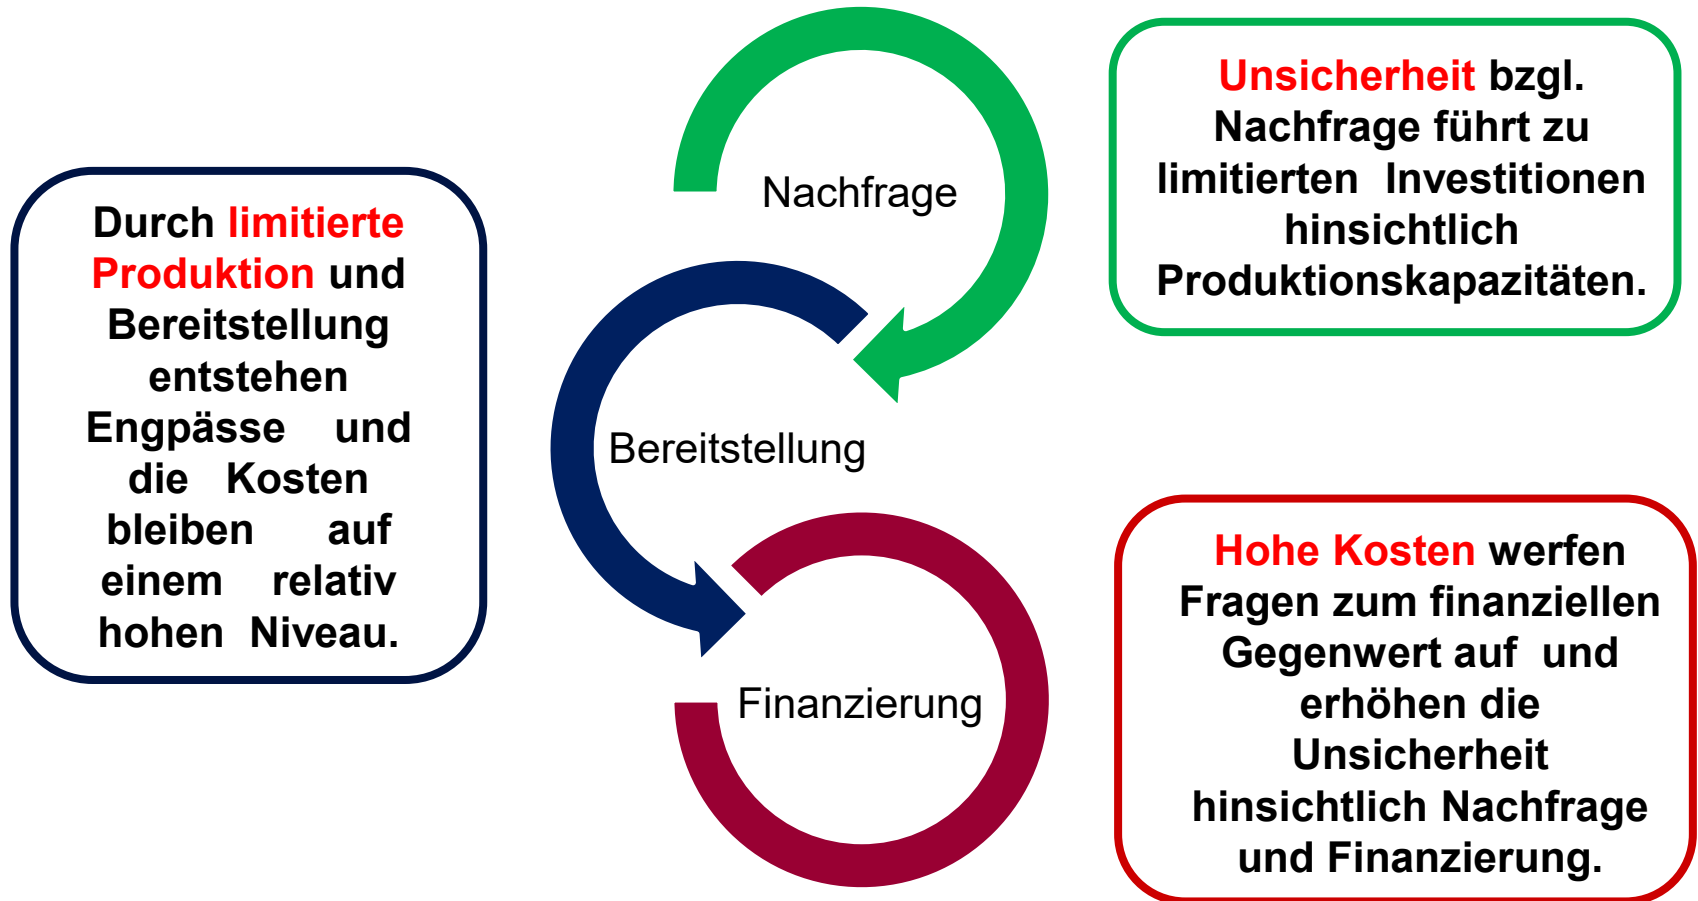 Nachfrage
Unsicherheit bzgl.
Nachfrage führt zu
limitierten Investitionen
hinsichtlich
Produktionskapazitäten.
Durch limitierte
Produktion und
Bereitstellung
entstehen
Engpässe und
die Kosten
bleiben auf
einem relativ
hohen Niveau.
Bereitstellung
Finanzierung
Hohe Kosten werfen
Fragen zum finanziellen
Gegenwert auf und
erhöhen die
Unsicherheit
hinsichtlich Nachfrage
und Finanzierung.